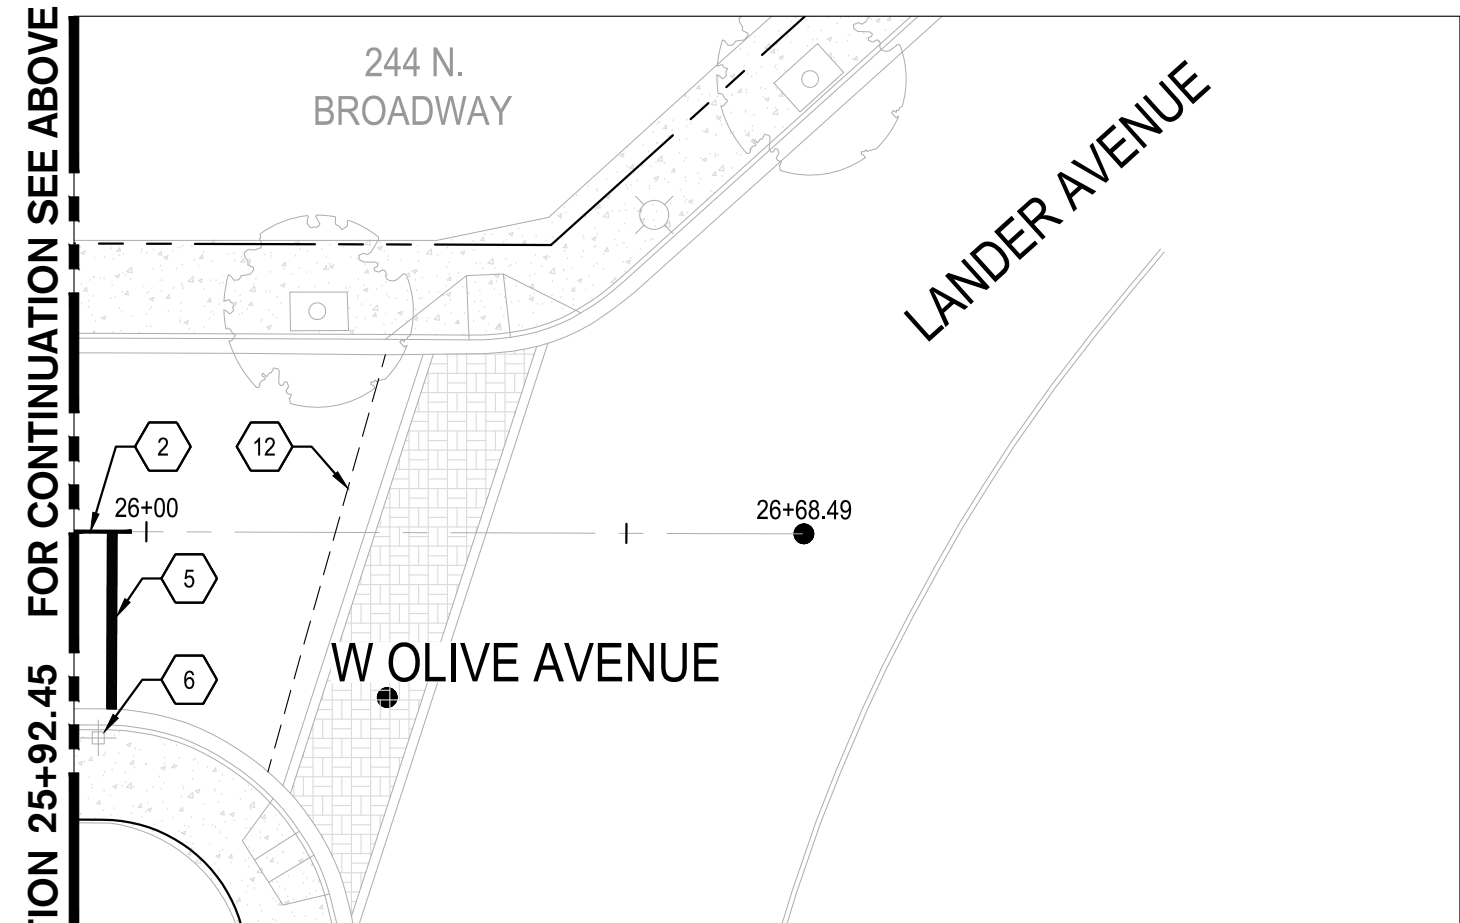 TION 25+92.45 FOR CONTINUATION SEE ABOVE
244 N.
BROADWAY
LANDER AVENUE
2
12
26+00
26+68.49
5
W OLIVE AVENUE
6